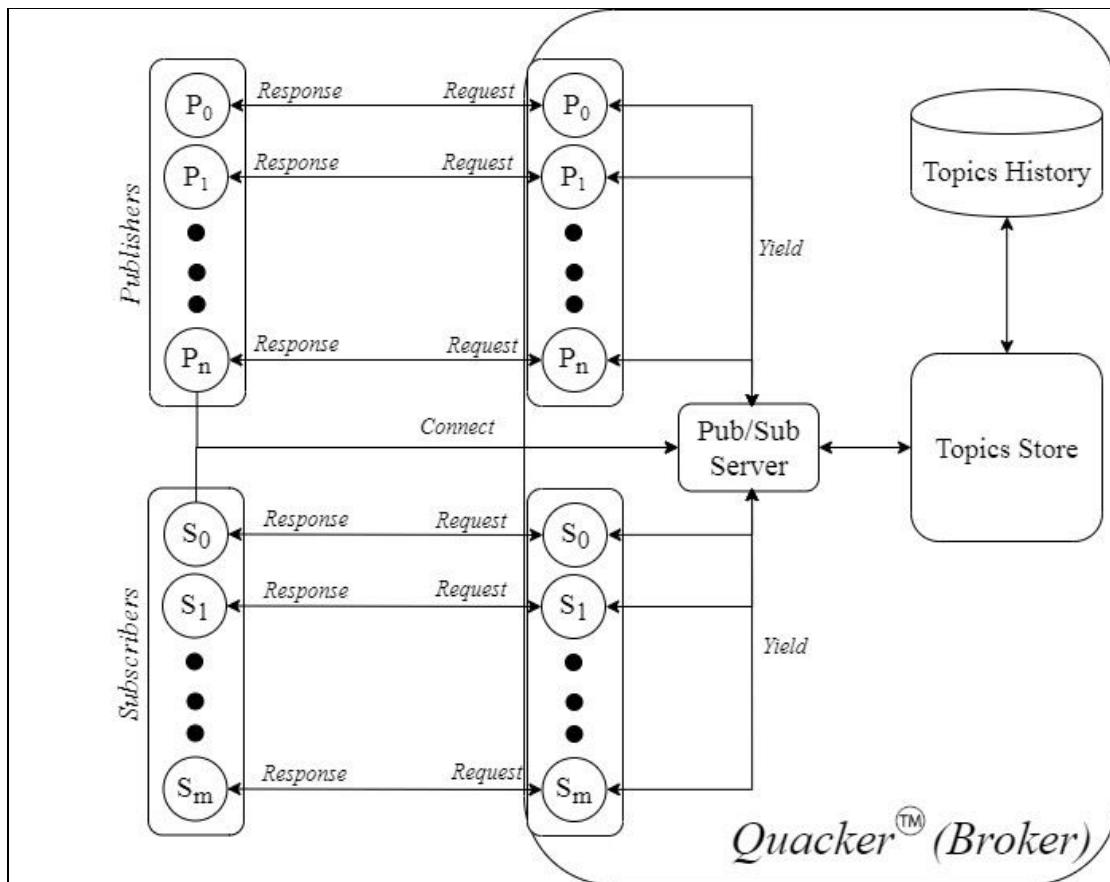 Publishers
P0
Response
Request
P0
P1
Response
Request
P1
Pn
Response
Request
Pn
Yield
Topics History
Connect
Pub/Sub
Server
Topics Store
Subscribers
S0
Response
Request
S0
S1
Response
Request
S1
Sm
Response
Request
Sm
Yield
Quacker™ (Broker)